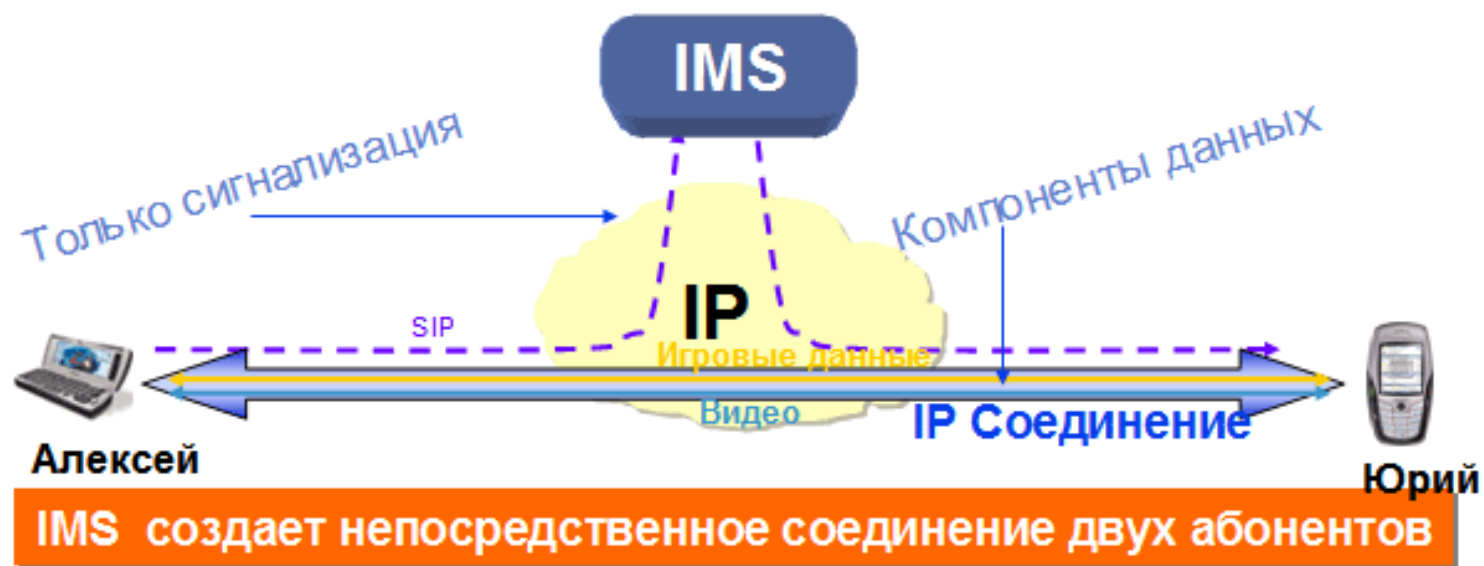 IMS
Только сигнализация
Компоненты данных
IP
SIP
Игровые данные
Видео
IP Соединение
Алексей
Юрий
IMS создает непосредственное соединение двух абонентов